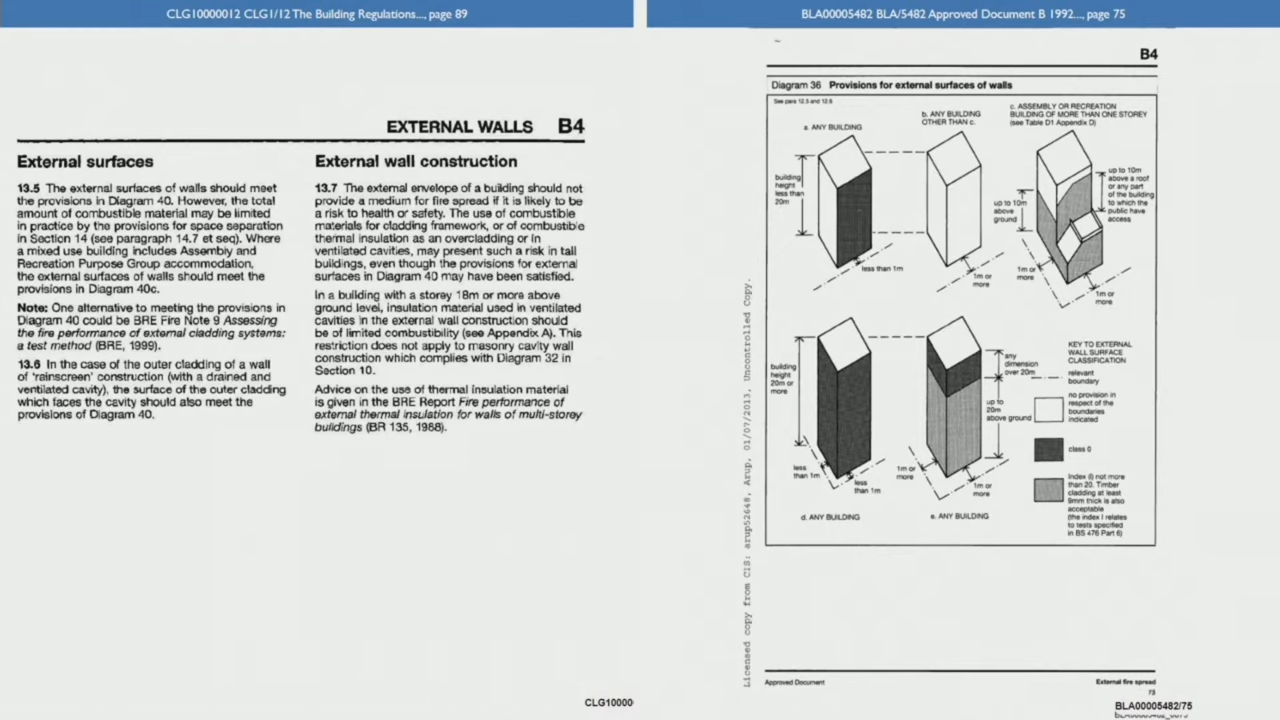 CLG10000012 CLG1/12 The Building Regulations..., page 89
EXTERNAL WALLS B4
External surfaces
13.5 The external surfaces of walls should meet
the provisions in Diagram 40. However, the total
amount of combustible material may be limited
in practice by the provisions for space separation
in Section 14 (see paragraph 14.7 et seq). Where
a mixed use building includes Assembly and
Recreation Purpose Group accommodation,
the external surfaces of walls should meet the
provisions in Diagram 40c.
Note: One alternative to meeting the provisions in
Diagram 40 could be BRE Fire Note 9 Assessing
the fire performance of external cladding systems:
a test method (BRE, 1999).
13.6 In the case of the outer cladding of a wall
of 'rainscreen' construction (with a drained and
ventilated cavity), the surface of the outer cladding
which faces the cavity should also meet the
provisions of Diagram 40.
External wall construction
13.7 The external envelope of a building should not
provide a medium for fire spread if it is likely to be
a risk to health or safety. The use of combustible
materials for cladding framework, or of combustible
thermal insulation as an overcladding or in
ventilated cavities, may present such a risk in tall
buildings, even though the provisions for external
surfaces in Diagram 40 may have been satisfied.
In a building with a storey 18m or more above
ground level, insulation material used in ventilated
cavities in the external wall construction should
be of limited combustibility (see Appendix A). This
restriction does not apply to masonry cavity wall
construction which complies with Diagram 32 in
Section 10.
Advice on the use of thermal insulation material
is given in the BRE Report Fire performance of
external thermal insulation for walls of multi-storey
buildings (BR 135, 1988).
CLG10000
BLA00005482 BLA/5482 Approved Document B 1992..., page 75
B4
Diagram 36 Provisions for external surfaces of walls
See para 12.5 and 12.6
a. ANY BUILDING
b. ANY BUILDING
OTHER THAN c.
c. ASSEMBLY OR RECREATION
BUILDING OF MORE THAN ONE STOREY
(see Table D1 Appendix D)
building
height
less than
20m
less than 1m
1m or
more
up to 10m
above
ground
up to 10m
above a roof
or any part
of the building
to which the
public have
access
1m or
more
1m or
more
building
height
20m or
more
less
than 1m
less
than 1m
d. ANY BUILDING
any
dimension
over 20m
up to
20m
above ground
1m or
more
1m or
more
e. ANY BUILDING
KEY TO EXTERNAL
WALL SURFACE
CLASSIFICATION
relevant
boundary
no provision in
respect of the
boundaries
indicated
class 0
Index (I) not more
than 20. Timber
cladding at least
9mm thick is also
acceptable
(the index I relates
to tests specified
in BS 476 Part 6)
Licensed copy from CIS: arup52648, Arup, 01/07/2013, Uncontrolled Copy.
Approved Document
External fire spread
73
BLA00005482/75